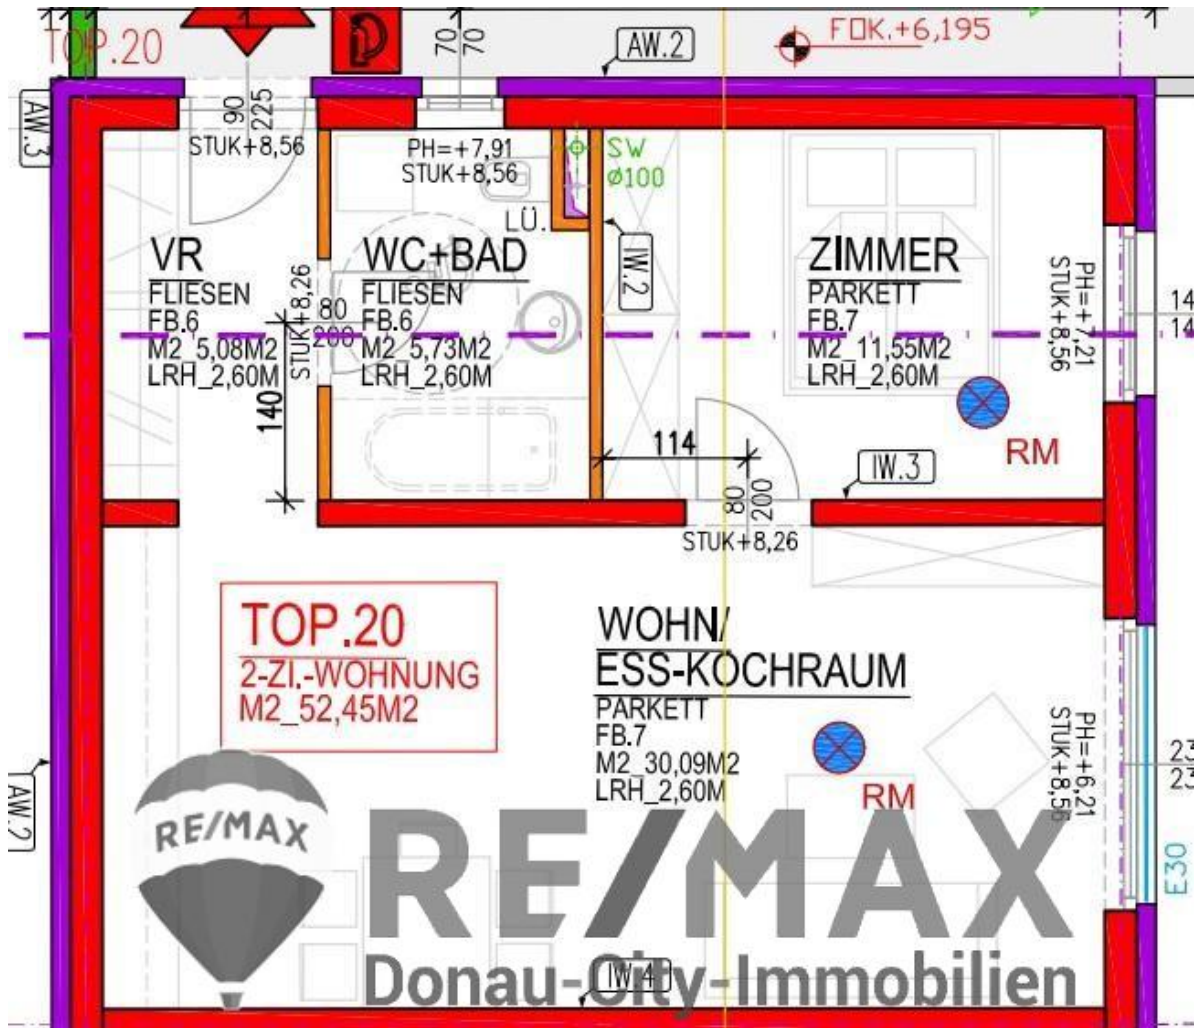 TOP.20
70
70
AW.2
FOK.+6,195
AW.3
90
225
STUK+8,56
PH=+7,91
STUK+8,56
SW
Ø100
LÜ.
IW.2
VR
FLIESEN
FB.6
M2_5,08M2
LRH_2,60M
STUK+8,26
80
200
WC+BAD
FLIESEN
FB.6
M2_5,73M2
LRH_2,60M
ZIMMER
PARKETT
FB.7
M2_11,55M2
LRH_2,60M
PH=+7,21
STUK+8,56
14
14
140
114
RM
IW.3
80
200
STUK+8,26
TOP.20
2-ZI.-WOHNUNG
M2_52,45M2
WOHN/
ESS-KOCHRAUM
PARKETT
FB.7
M2_30,09M2
LRH_2,60M
RM
PH=+6,21
STUK+8,56
23
23
E30
AW.2
RE/MAX
RE/MAX
Donau-City-Immobilien
IW.4